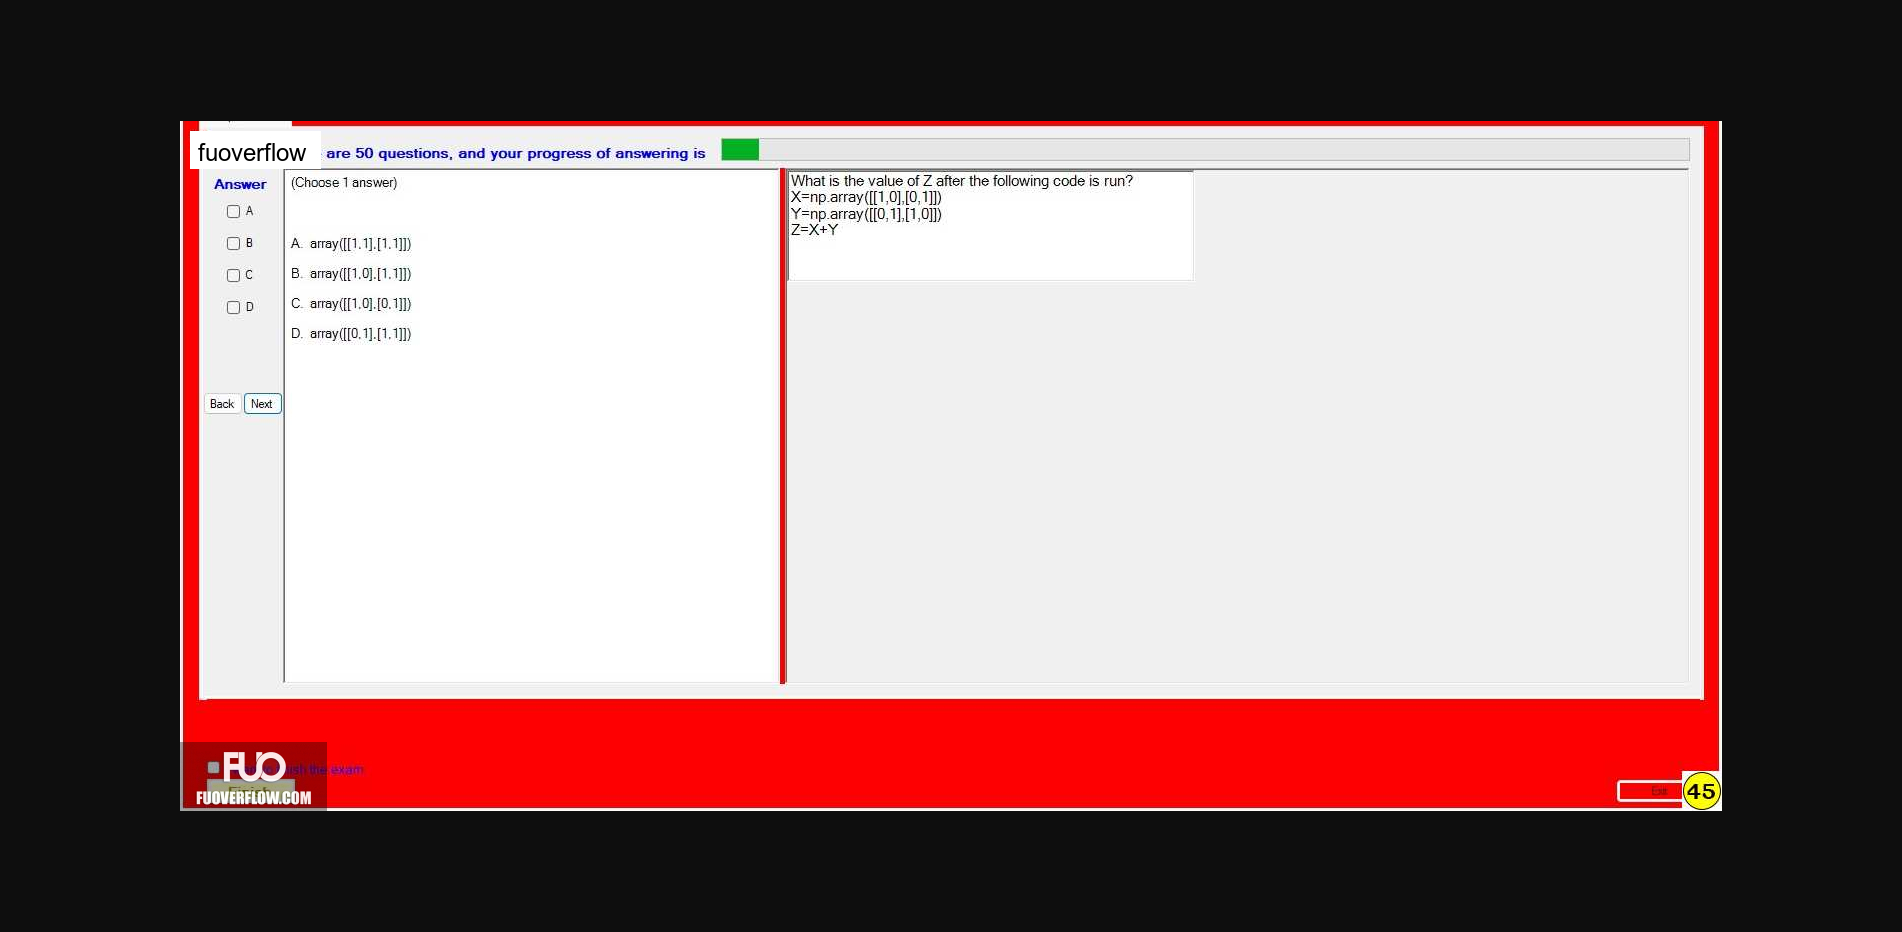 fuoverflow are 50 questions, and your progress of answering is
Answer
(Choose 1 answer)
A
B
C
D
A. array([[1,1],[1,1]])
B. array([[1,0],[1,1]])
C. array([[1,0],[0,1]])
D. array([[0,1],[1,1]])
Back Next
What is the value of Z after the following code is run?
X=np.array([[1,0],[0,1]])
Y=np.array([[0,1],[1,0]])
Z=X+Y
FUO
the exam
FUOVERFLOW.COM
Exit
45